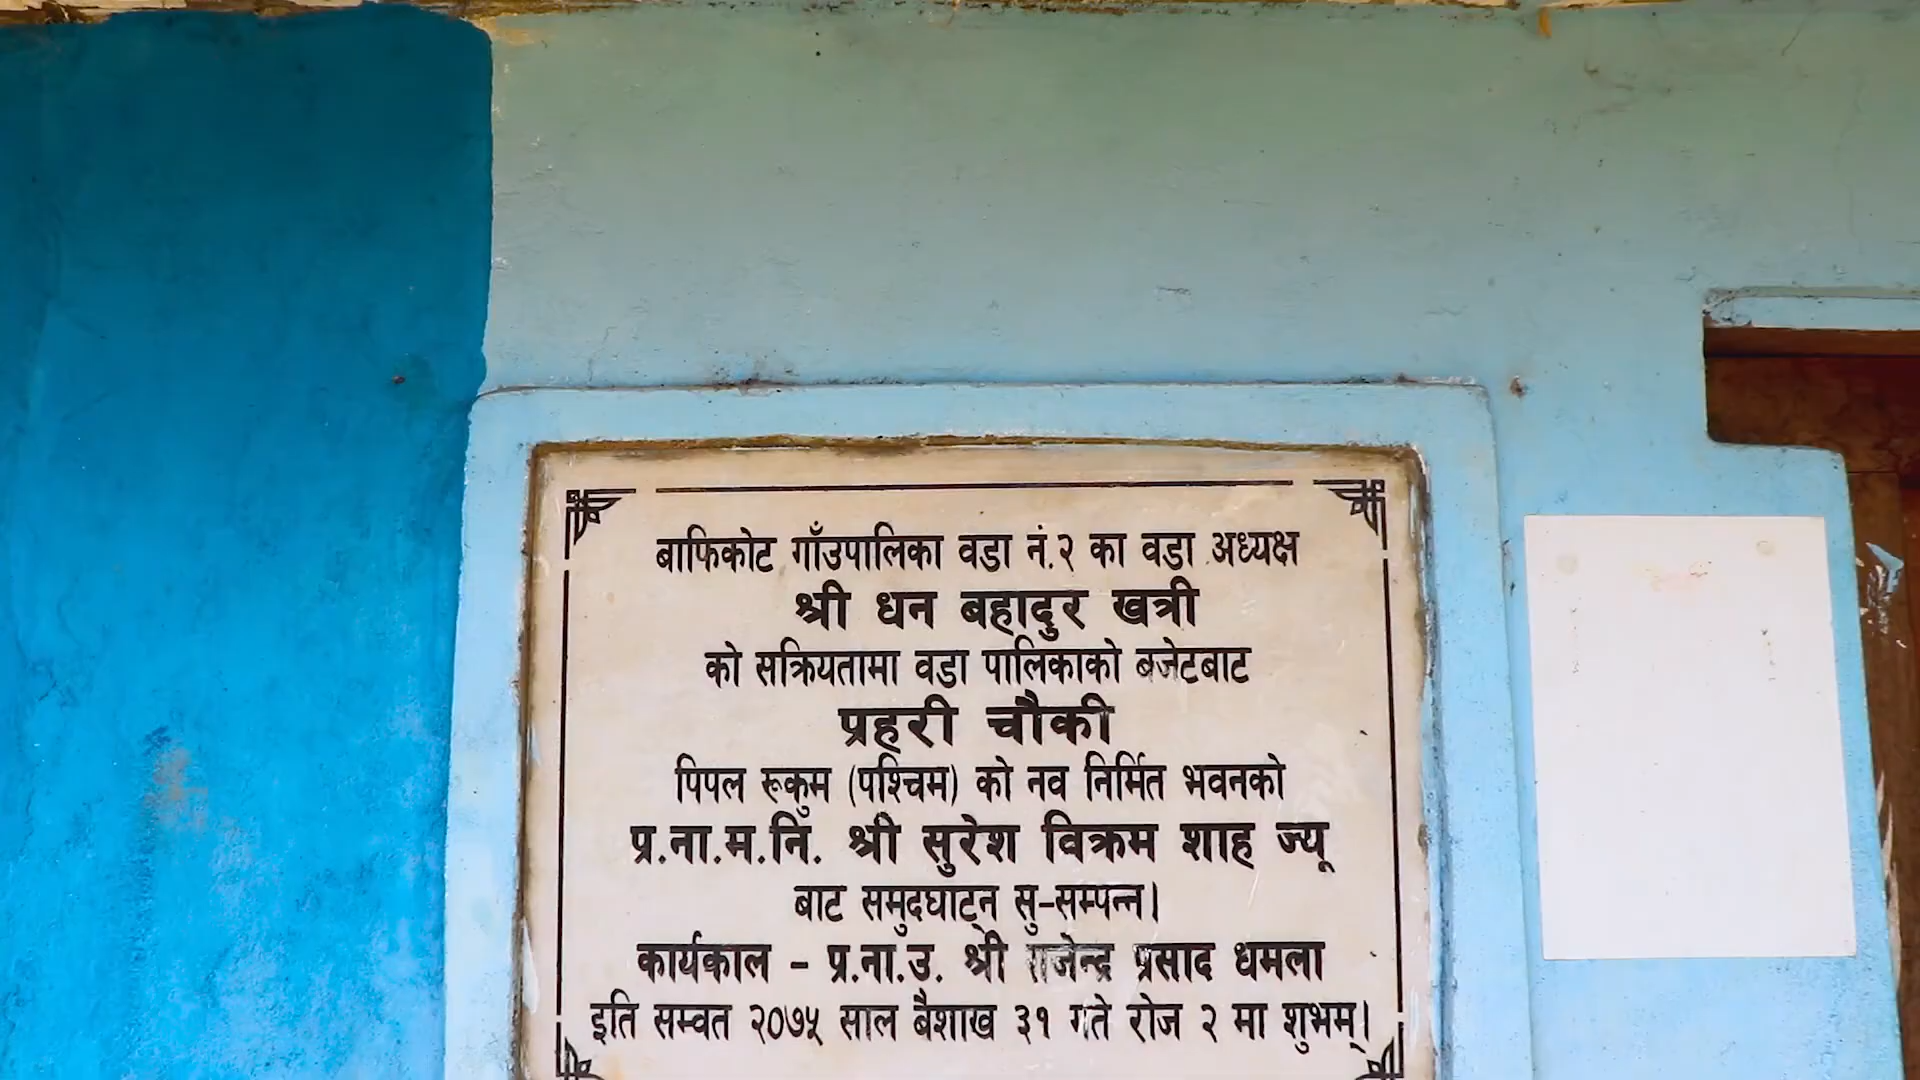 बाफिकोट गाँउपालिका वडा नं.२ का वडा अध्यक्ष
श्री धन बहादुर खत्री
को सक्रियतामा वडा पालिकाको बजेटबाट
प्रहरी चौकी
पिपल रूकुम (पश्चिम) को नव निर्मित भवनको
प्र.ना.म.नि. श्री सुरेश विक्रम शाह ज्यू
बाट समुदघाट्न सु-सम्पन्न।
कार्यकाल - प्र.ना.उ. श्री राजेन्द्र प्रसाद धमला
इति सम्वत २०७५ साल बैशाख ३१ गते रोज २ मा शुभम्।